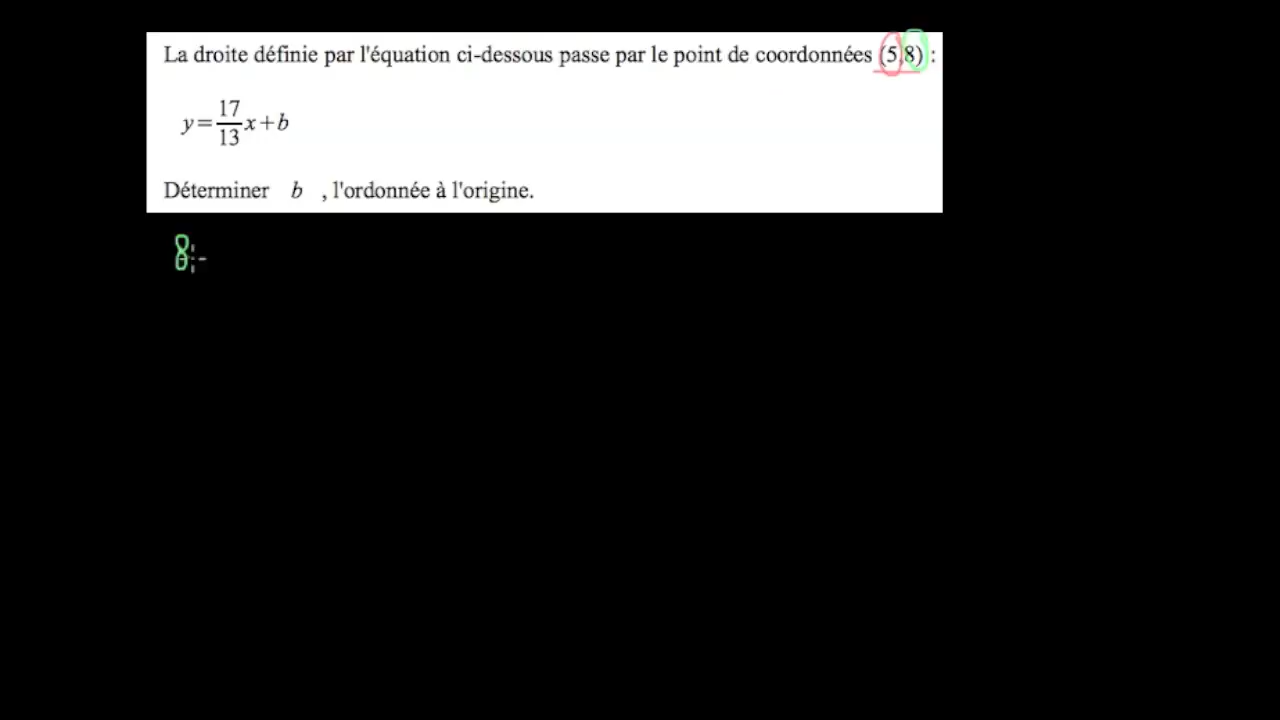 La droite définie par l'équation ci-dessous passe par le point de coordonnées (5,8) :
y=17/13x+b
Déterminer b , l'ordonnée à l'origine.
8